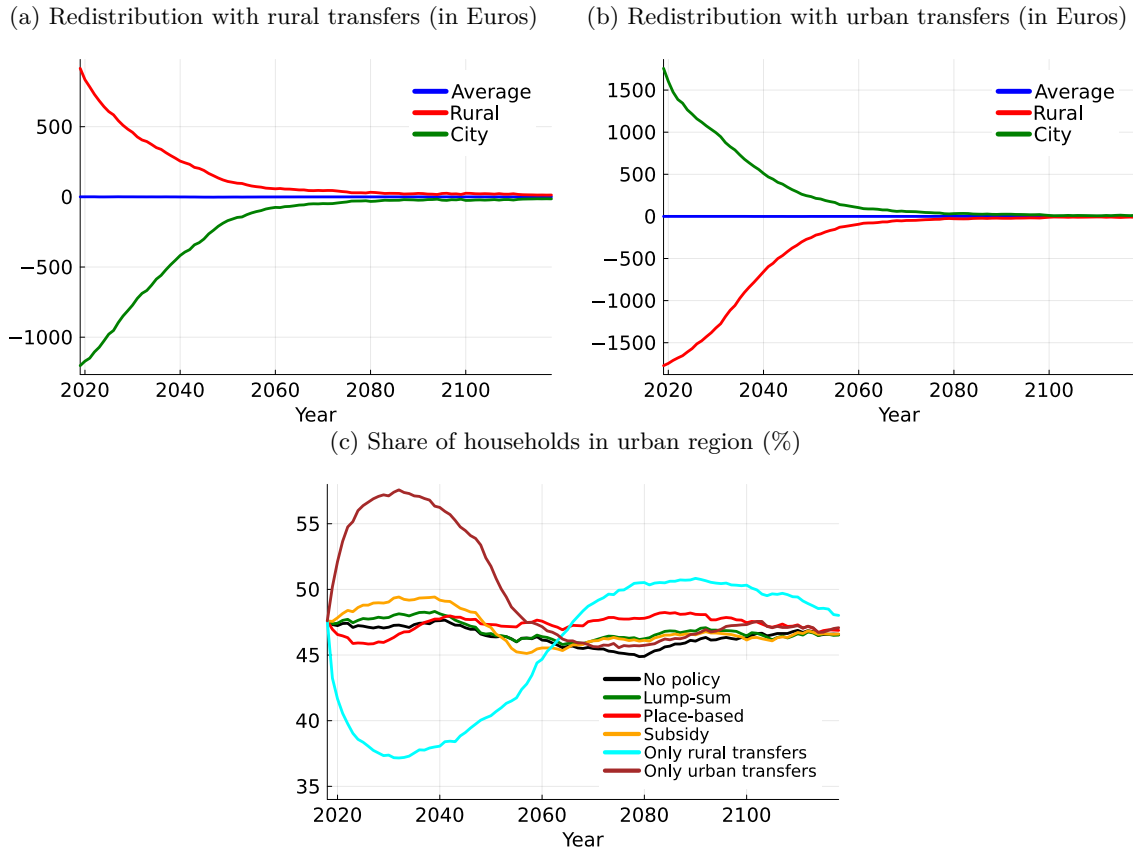 (a) Redistribution with rural transfers (in Euros)
500
0
−500
−1000
Average
Rural
City
2020 2040 2060 2080 2100
Year
(b) Redistribution with urban transfers (in Euros)
1500
1000
500
0
−500
−1000
−1500
Average
Rural
City
2020 2040 2060 2080 2100
Year
(c) Share of households in urban region (%)
55
50
45
40
35
No policy
Lump-sum
Place-based
Subsidy
Only rural transfers
Only urban transfers
2020 2040 2060 2080 2100
Year